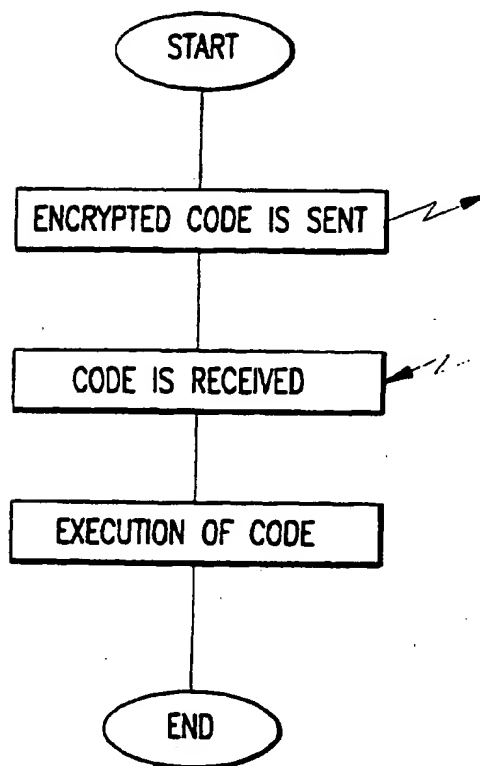 START
ENCRYPTED CODE IS SENT
CODE IS RECEIVED
EXECUTION OF CODE
END